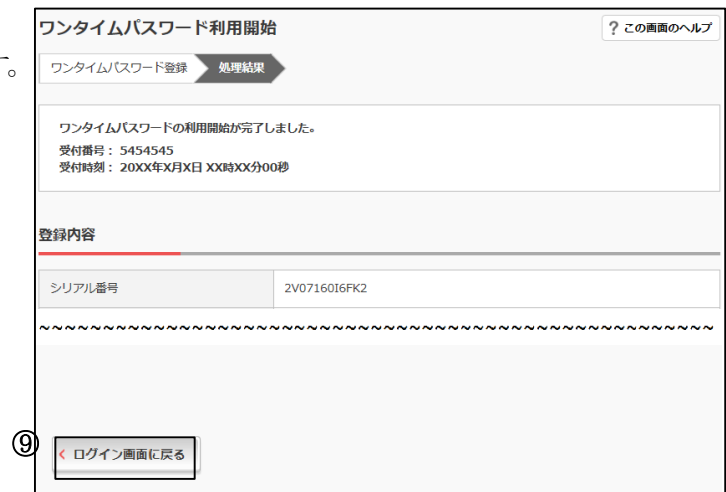 ワンタイムパスワード利用開始
? この画面のヘルプ
す。
ワンタイムパスワード登録 処理結果
ワンタイムパスワードの利用開始が完了しました。
受付番号： 5454545
受付時刻： 20XX年X月X日 XX時XX分00秒
登録内容
シリアル番号 2V07160I6FK2
~~~~~~~~~~~~~~~~~~~~~~~~~~~~~~~~~~~~~~~~~~~~~~~~~~~~~~
⑨ ログイン画面に戻る